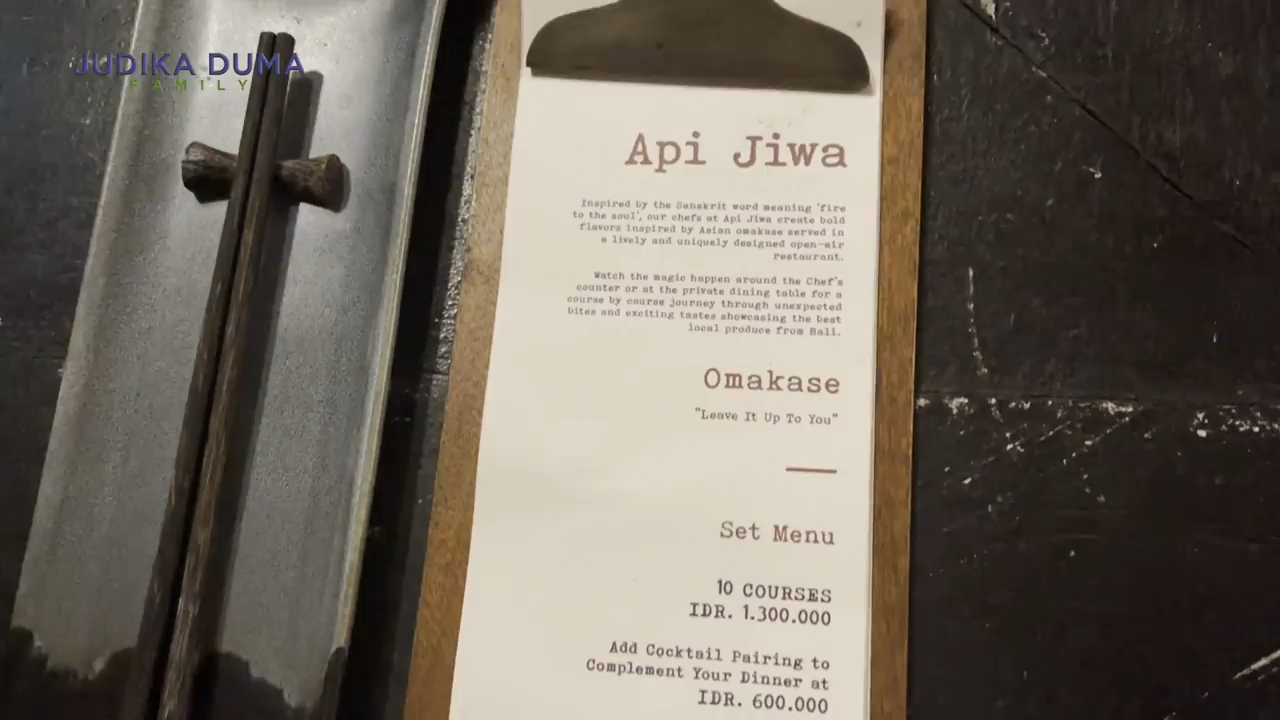 JUDIKA DUMA
FAMILY
Api Jiwa
Inspired by the Sanskrit word meaning 'fire
to the soul', our chefs at Api Jiwa create bold
flavors inspired by Asian omakase served in
a lively and uniquely designed open-air
restaurant.
Watch the magic happen around the Chef's
counter or at the private dining table for a
course by course journey through unexpected
bites and exciting tastes showcasing the best
local produce from Bali.
Omakase
"Leave It Up To You"
Set Menu
10 COURSES
IDR. 1.300.000
Add Cocktail Pairing to
Complement Your Dinner at
IDR. 600.000